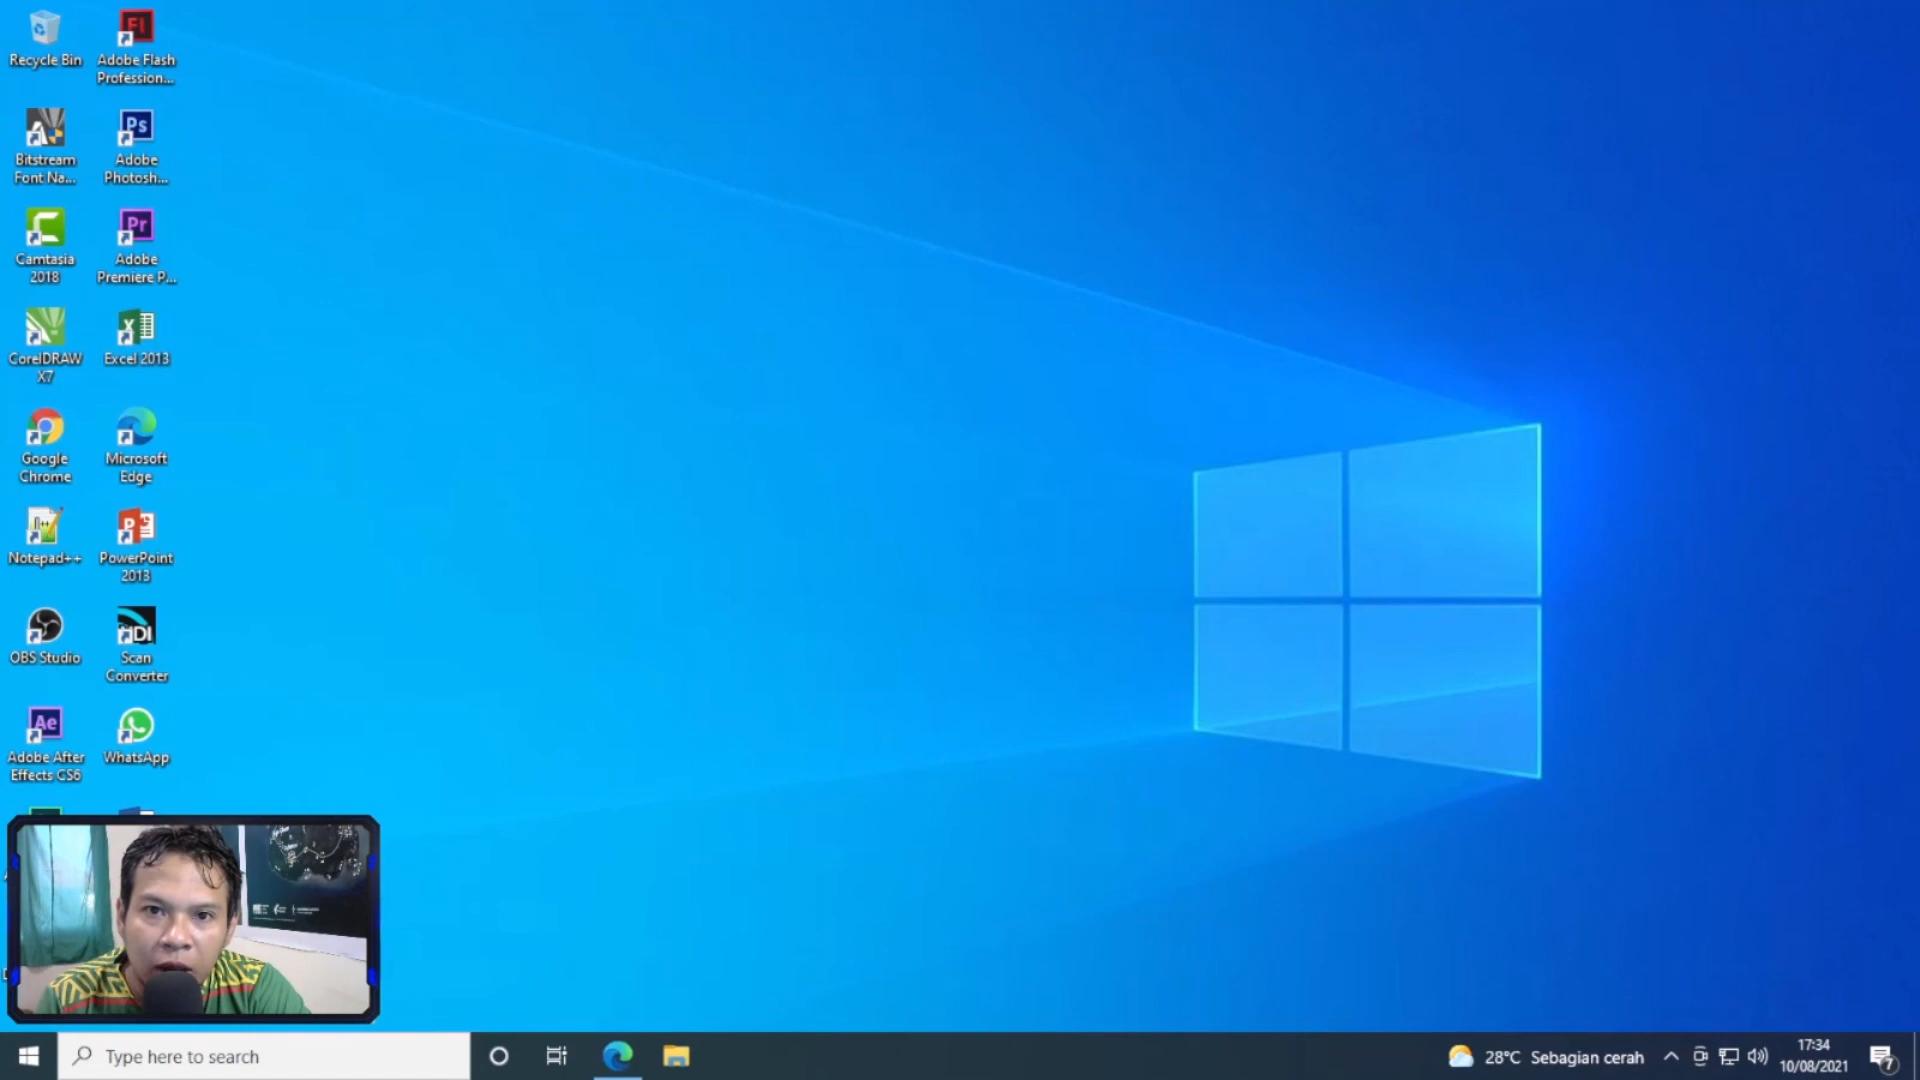 Recycle Bin
Adobe Flash
Profession...
Bitstream
Font Na...
Adobe
Photosh...
Camtasia
2018
Adobe
Premiere P...
CorelDRAW
X7
Excel 2013
Google
Chrome
Microsoft
Edge
Notepad++
PowerPoint
2013
OBS Studio
Scan
Converter
Adobe After
Effects CS6
WhatsApp
Type here to search
28°C Sebagian cerah
17:34
10/08/2021
7